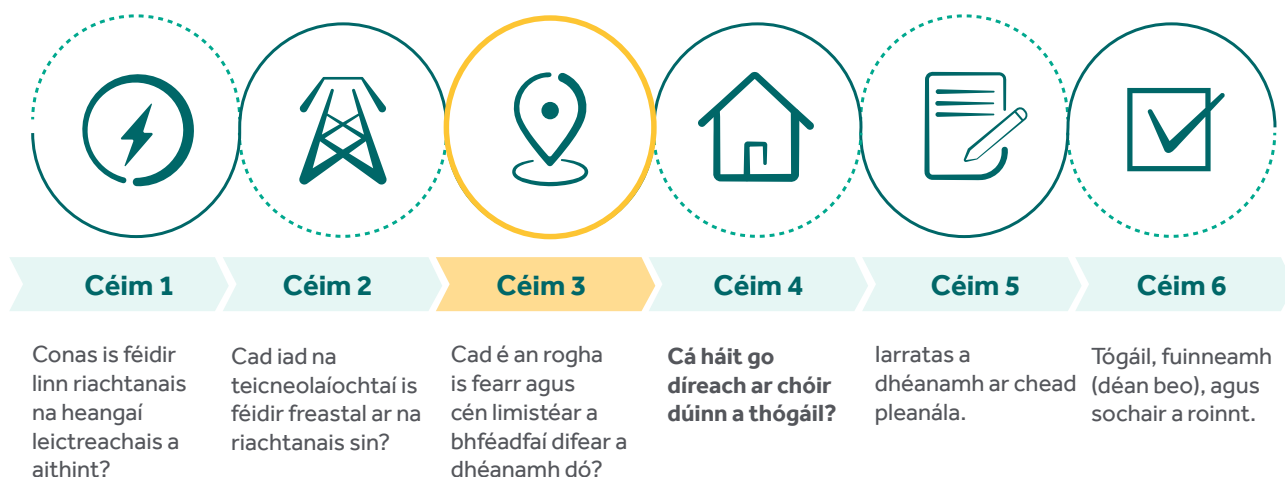 Céim 1
Céim 2
Céim 3
Céim 4
Céim 5
Céim 6
Conas is féidir
linn riachtanais
na heangaí
leictreachais a
aithint?
Cad iad na
teicneolaíochtaí is
féidir freastal ar na
riachtanais sin?
Cad é an rogha
is fearr agus
cén limistéar a
bhféadfaí difear a
dhéanamh dó?
Cá háit go
díreach ar chóir
dúinn a thógáil?
Iarratas a
dhéanamh ar chead
pleanála.
Tógáil, fuinneamh
(déan beo), agus
sochair a roinnt.